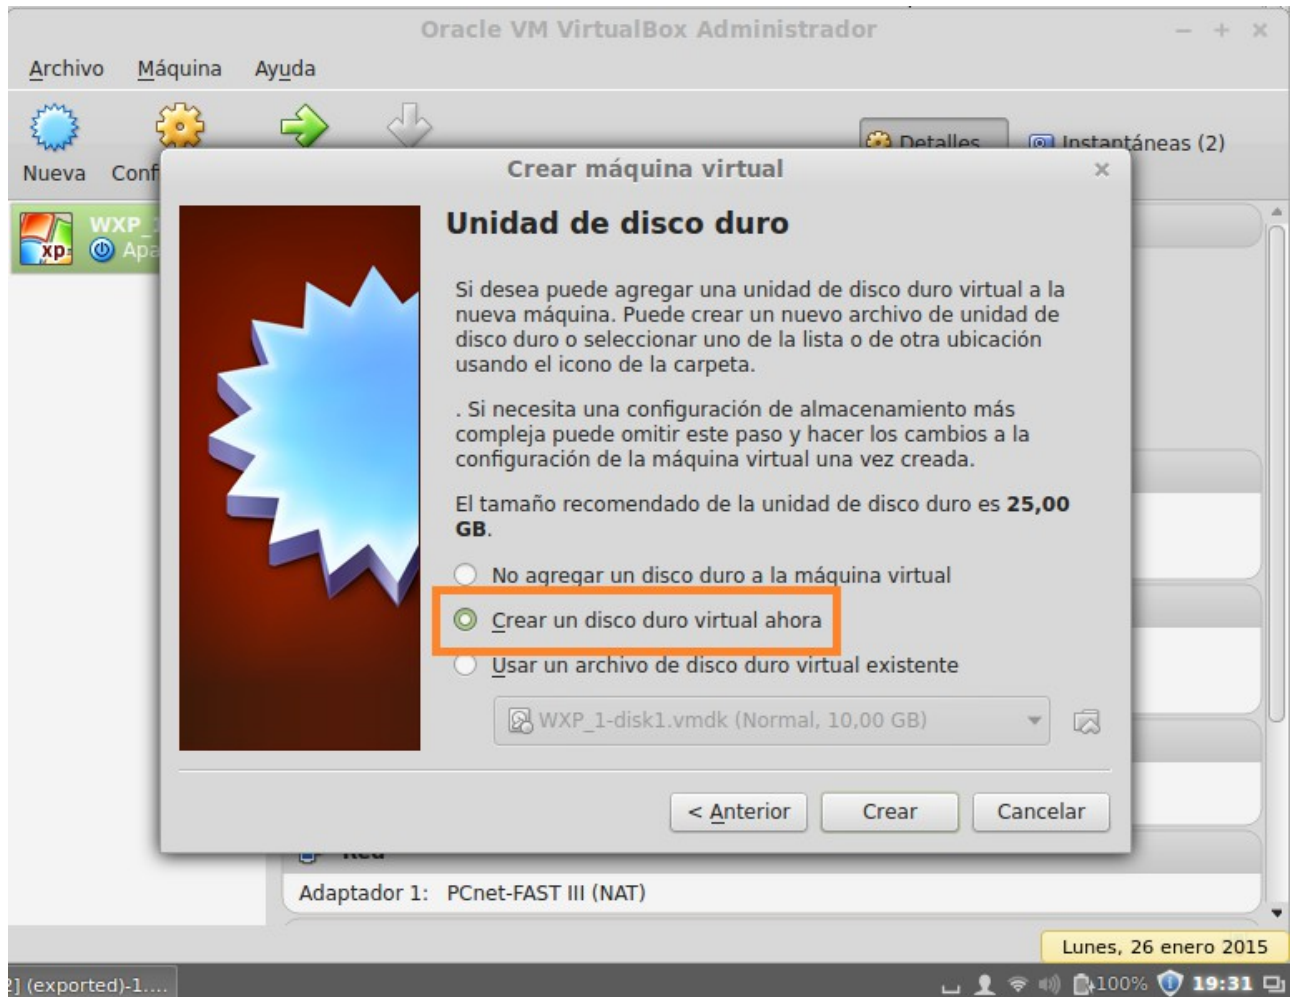 Oracle VM VirtualBox Administrador
Archivo Máquina Ayuda
Detalles Instantáneas (2)
Nueva Conf
Crear máquina virtual
WXP_1
xp
Apa
Unidad de disco duro
Si desea puede agregar una unidad de disco duro virtual a la
nueva máquina. Puede crear un nuevo archivo de unidad de
disco duro o seleccionar uno de la lista o de otra ubicación
usando el icono de la carpeta.
. Si necesita una configuración de almacenamiento más
compleja puede omitir este paso y hacer los cambios a la
configuración de la máquina virtual una vez creada.
El tamaño recomendado de la unidad de disco duro es 25,00
GB.
No agregar un disco duro a la máquina virtual
Crear un disco duro virtual ahora
Usar un archivo de disco duro virtual existente
WXP_1-disk1.vmdk (Normal, 10,00 GB)
< Anterior Crear Cancelar
Red
Adaptador 1: PCnet-FAST III (NAT)
Lunes, 26 enero 2015
2] (exported)-1....
100% 19:31